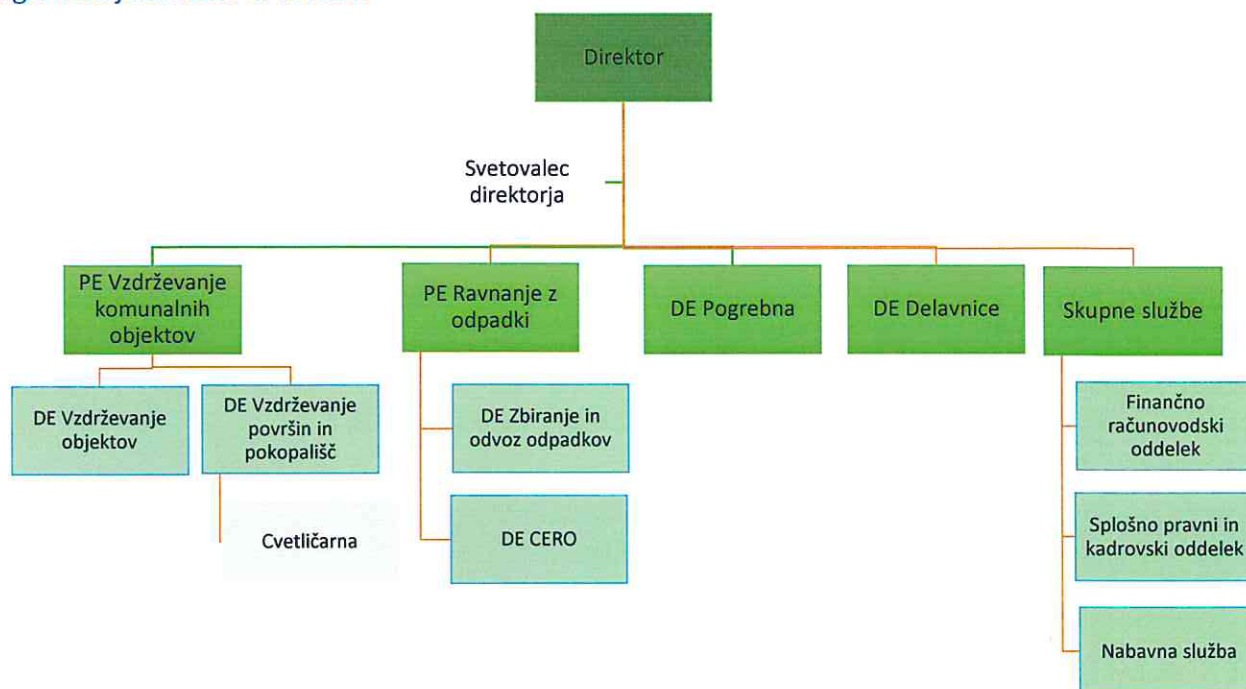 Direktor
Svetovalec
direktorja
PE Vzdrževanje
komunalnih
objektov
PE Ravnanje z
odpadki
DE Pogrebna
DE Delavnice
Skupne službe
DE Vzdrževanje
objektov
DE Vzdrževanje
površin in
pokopališč
Cvetličarna
DE Zbiranje in
odvoz odpadkov
DE CERO
Finančno
računovodski
oddelek
Splošno pravni in
kadrovski oddelek
Nabavna služba